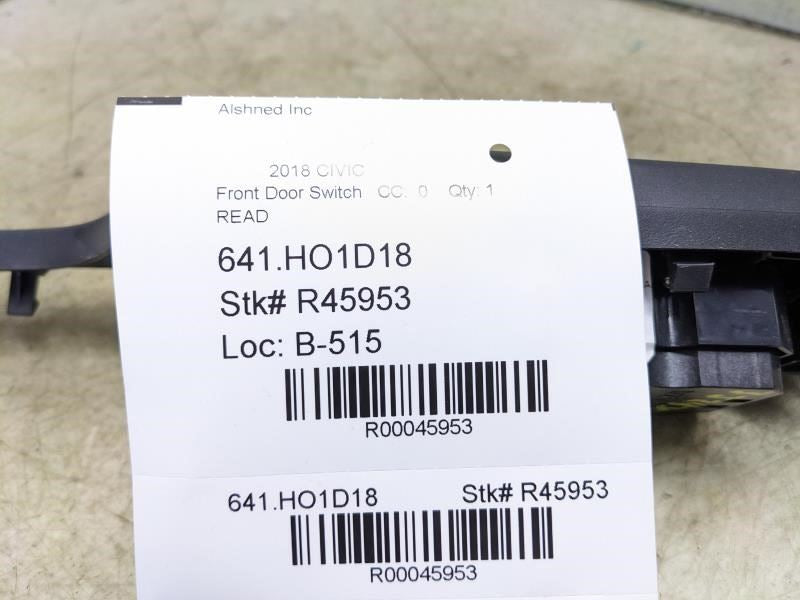 Alshned Inc
2018 CIVIC
Front Door Switch CC: 0 Qty: 1
READ
641.HO1D18
Stk# R45953
Loc: B-515
R00045953
641.HO1D18 Stk# R45953
R00045953